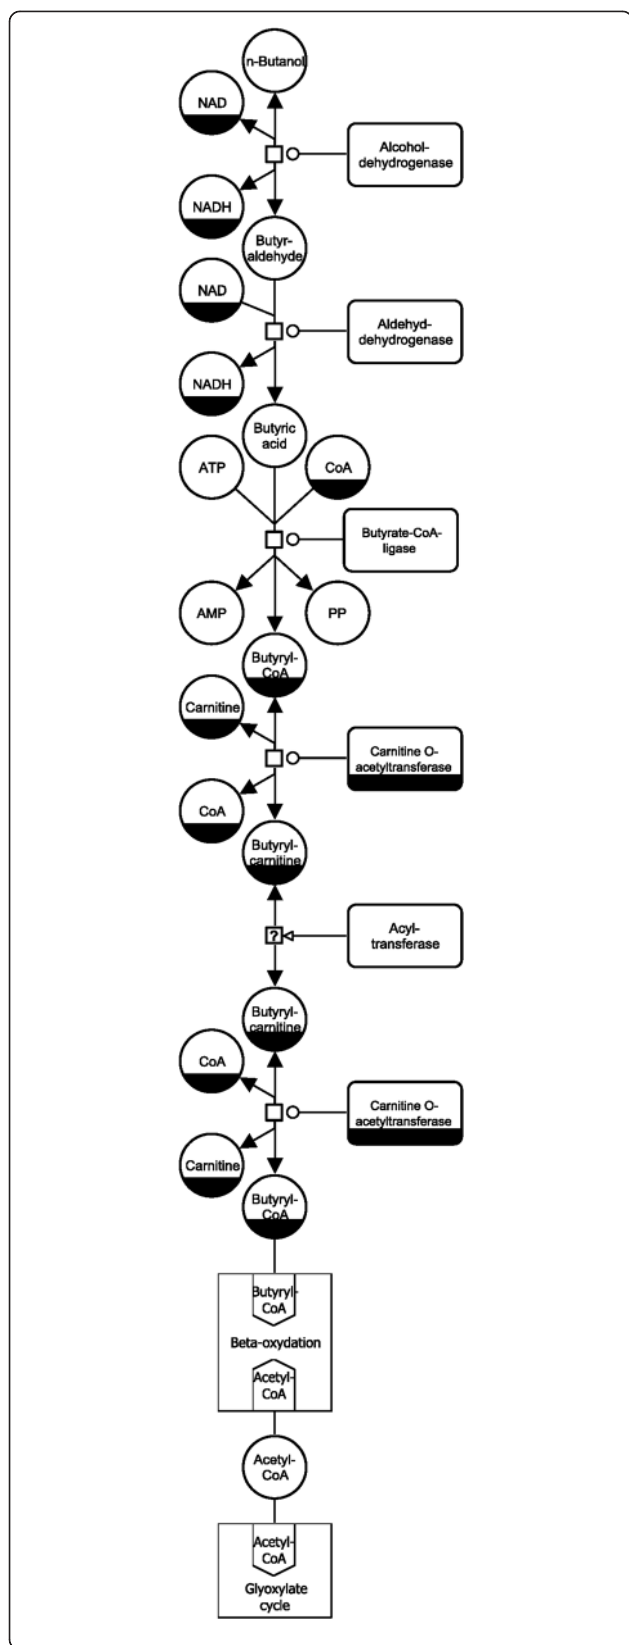 n-Butanol
NAD
Alcohol-
dehydrogenase
NADH
Butyr-
aldehyde
NAD
Aldehyd-
dehydrogenase
NADH
Butyric
acid
ATP
CoA
Butyrate-CoA-
ligase
AMP
PP
Butyryl-
CoA
Carnitine
Carnitine O-
acetyltransferase
CoA
Butyryl-
carnitine
?
Acyl-
transferase
Butyryl-
carnitine
CoA
Carnitine O-
acetyltransferase
Carnitine
Butyryl-
CoA
Butyryl-
CoA
Beta-oxydation
Acetyl-
CoA
Acetyl-
CoA
Acetyl-
CoA
Glyoxylate
cycle